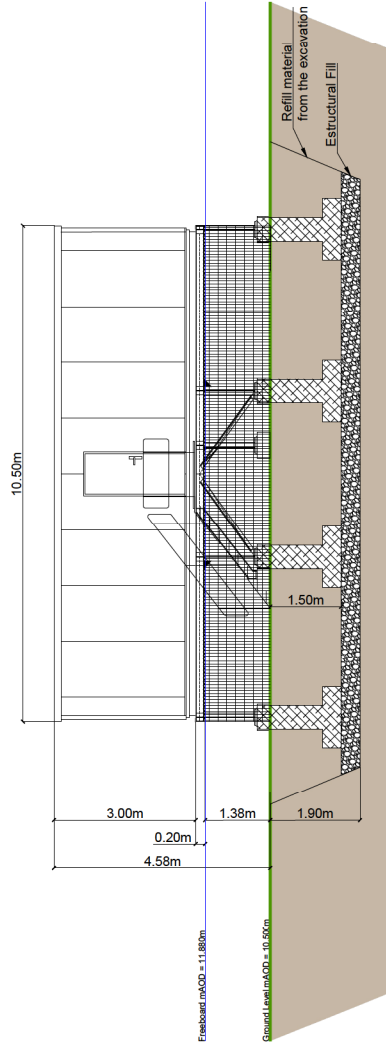 10.50m
3.00m
0.20m
4.58m
1.38m
1.90m
1.50m
Freeboard mAOD = 11.880m
Ground Level mAOD = 10.500m
Refill material
from the excavation
Estructural Fill